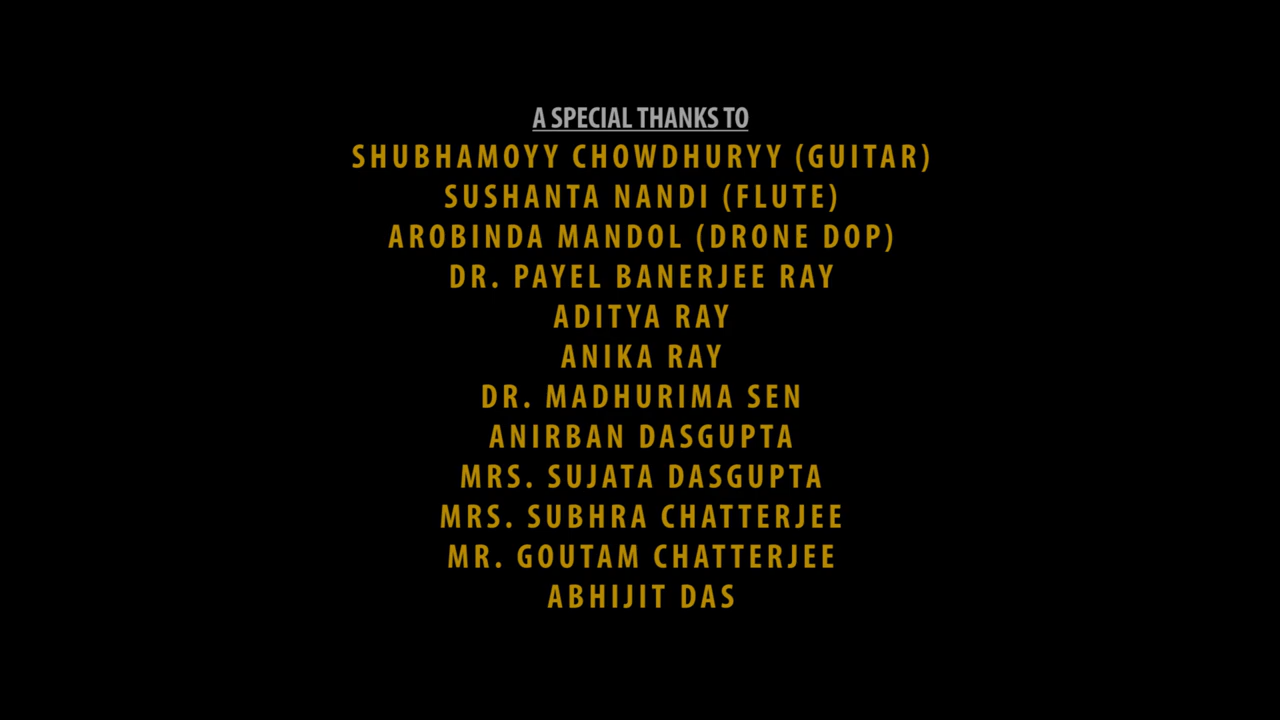 A SPECIAL THANKS TO
SHUBHAMOYY CHOWDHURYY (GUITAR)
SUSHANTA NANDI (FLUTE)
AROBINDA MANDOL (DRONE DOP)
DR. PAYEL BANERJEE RAY
ADITYA RAY
ANIKA RAY
DR. MADHURIMA SEN
ANIRBAN DASGUPTA
MRS. SUJATA DASGUPTA
MRS. SUBHRA CHATTERJEE
MR. GOUTAM CHATTERJEE
ABHIJIT DAS